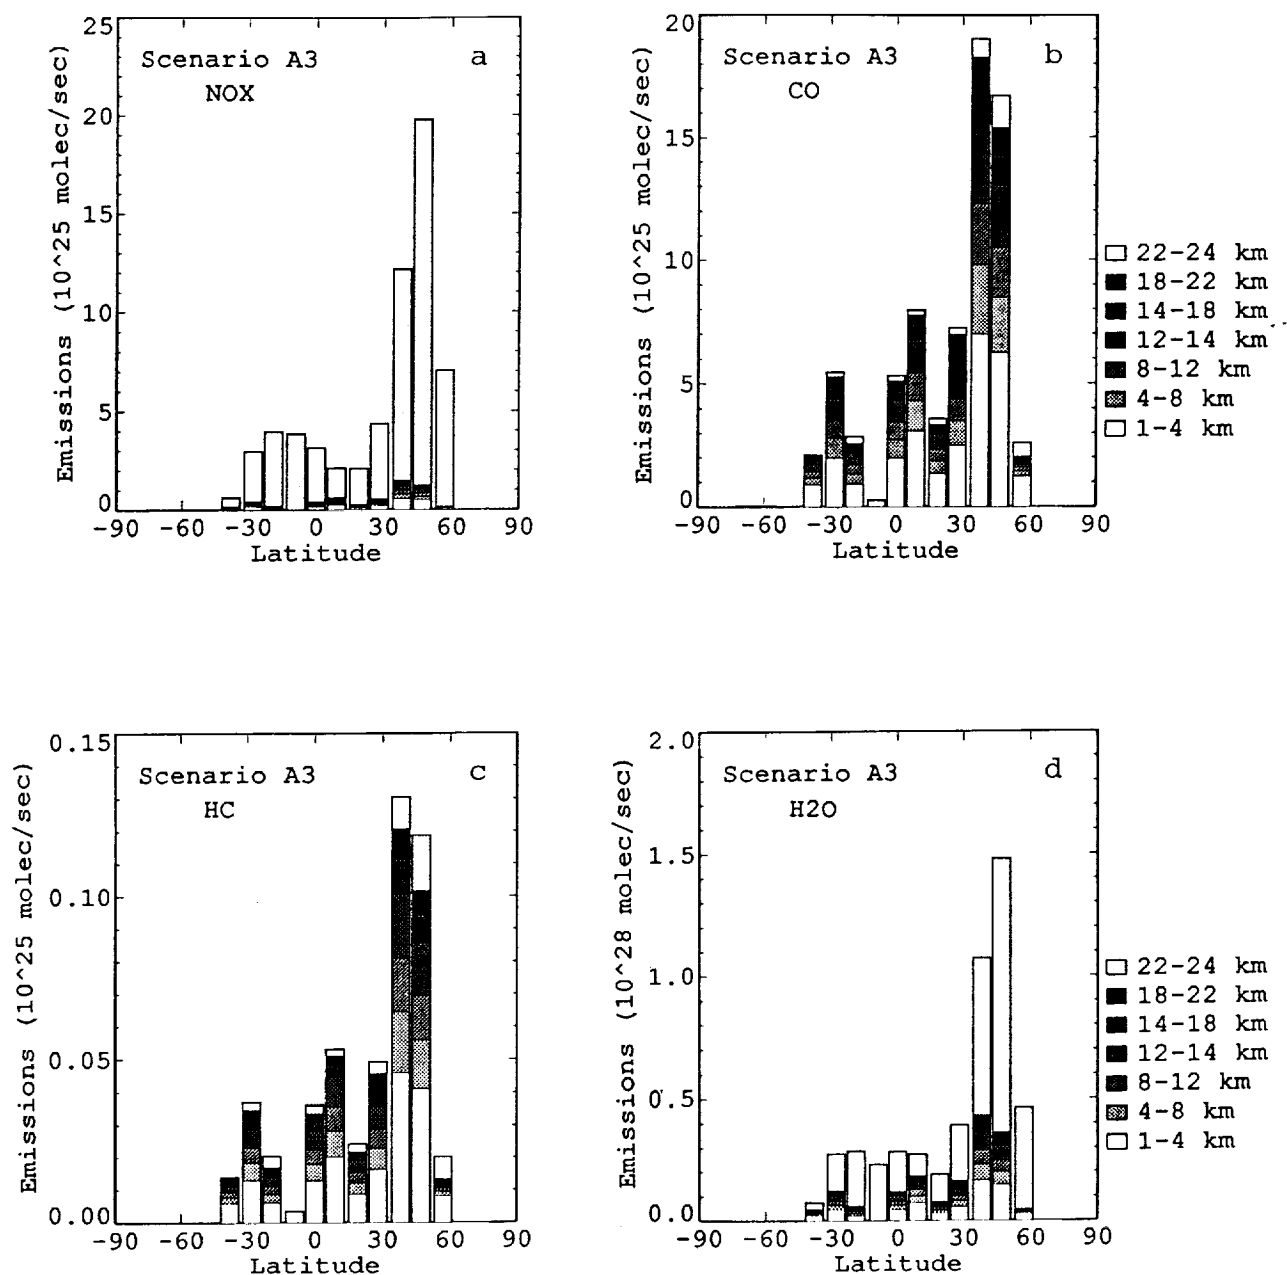 Scenario A3
a
NOX
Emissions (10^25 molec/sec)
25
20
15
10
5
0
-90 -60 -30 0 30 60 90
Latitude
Scenario A3
b
CO
Emissions (10^25 molec/sec)
20
15
10
5
0
-90 -60 -30 0 30 60 90
Latitude
22-24 km
18-22 km
14-18 km
12-14 km
8-12 km
4-8 km
1-4 km
Scenario A3
c
HC
Emissions (10^25 molec/sec)
0.15
0.10
0.05
0.00
-90 -60 -30 0 30 60 90
Latitude
Scenario A3
d
H2O
Emissions (10^28 molec/sec)
2.0
1.5
1.0
0.5
0.0
-90 -60 -30 0 30 60 90
Latitude
22-24 km
18-22 km
14-18 km
12-14 km
8-12 km
4-8 km
1-4 km